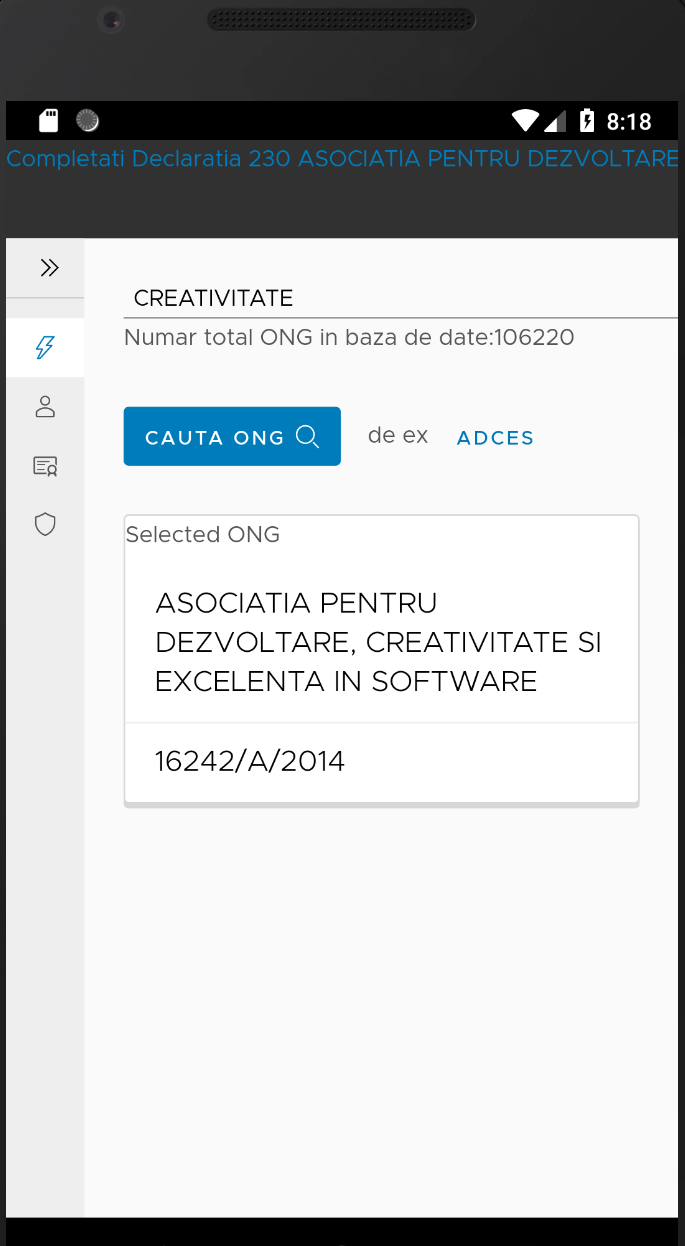 8:18
Completati Declaratia 230 ASOCIATIA PENTRU DEZVOLTARE
CREATIVITATE
Numar total ONG in baza de date:106220
CAUTA ONG de ex ADCES
Selected ONG
ASOCIATIA PENTRU
DEZVOLTARE, CREATIVITATE SI
EXCELENTA IN SOFTWARE
16242/A/2014